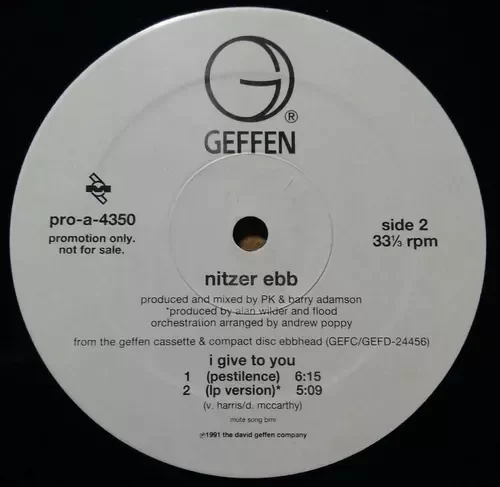 ®
GEFFEN
pro-a-4350
promotion only.
not for sale.
side 2
33⅓ rpm
nitzer ebb
produced and mixed by PK & barry adamson
*produced by alan wilder and flood
orchestration arranged by andrew poppy
from the geffen cassette & compact disc ebbhead (GEFC/GEFD-24456)
i give to you
1 (pestilence) 6:15
2 (lp version)* 5:09
(v. harris/d. mccarthy)
mute song bmi
℗1991 the david geffen company